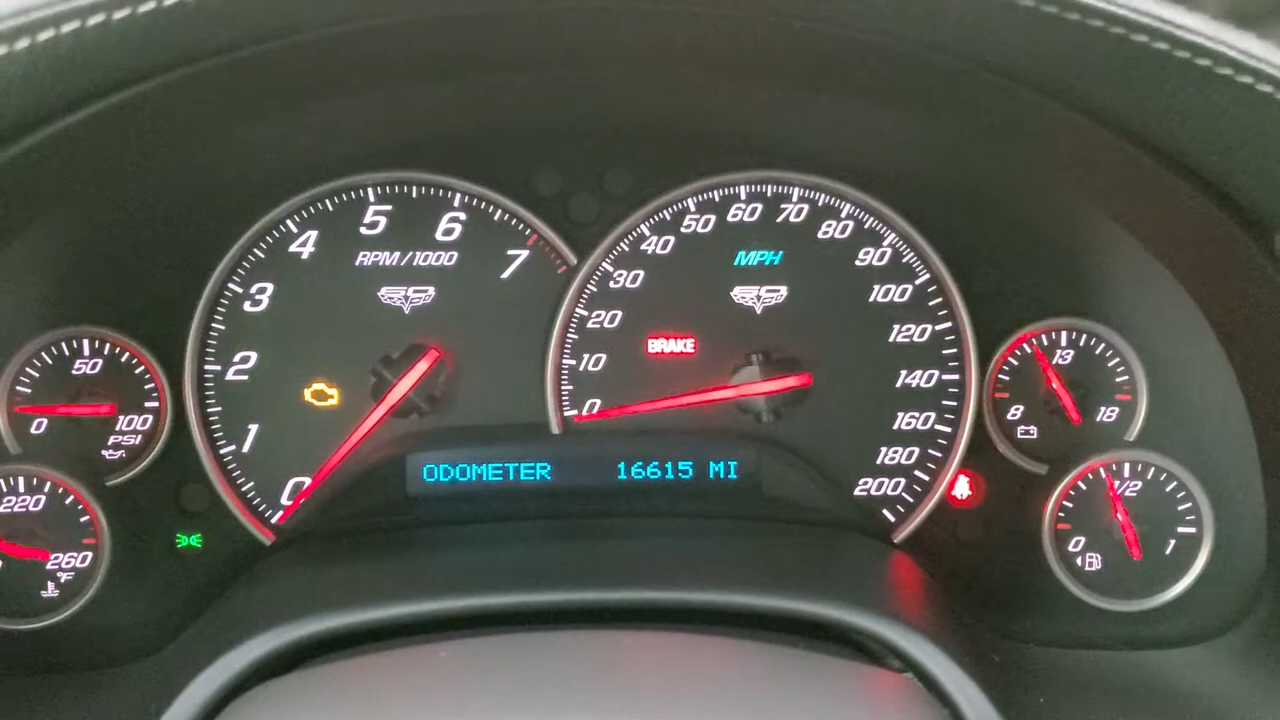 0 1 2 3 4 5 6 7
RPM / 1000
60
0 10 20 30 40 50 60 70 80 90 100 120 140 160 180 200
MPH
60
BRAKE
ODOMETER 16615 MI
0 50 100
PSI
220 260
°F
8 13 18
0 1/2 1